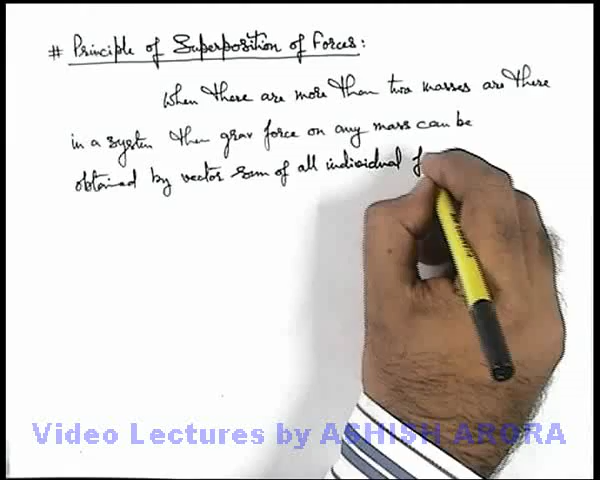 # Principle of Superposition of Forces:
When there are more than two masses are there
in a system then grav force on any mass can be
obtained by vector sum of all individual f
Video Lectures by ASHISH ARORA